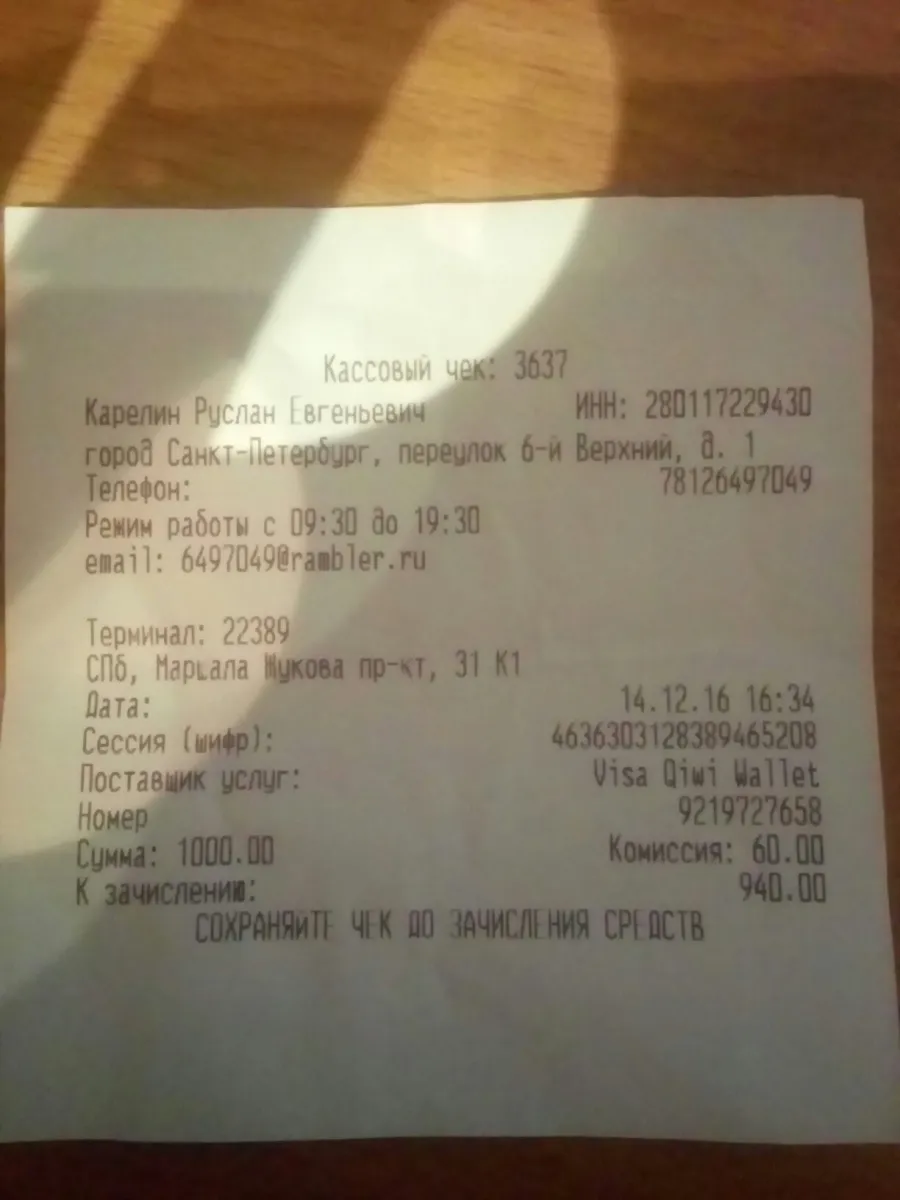 Кассовый чек: 3637
Карелин Руслан Евгеньевич ИНН: 280117229430
город Санкт-Петербург, переулок 6-й Верхний, д. 1
Телефон: 78126497049
Режим работы с 09:30 до 19:30
email: 6497049@rambler.ru
Терминал: 22389
СПб, Маршала Жукова пр-кт, 31 К1
Дата: 14.12.16 16:34
Сессия (шифр): 4636303128389465208
Поставщик услуг: Visa Qiwi Wallet
Номер 9219727658
Сумма: 1000.00 Комиссия: 60.00
К зачислению: 940.00
СОХРАНЯЙТЕ ЧЕК ДО ЗАЧИСЛЕНИЯ СРЕДСТВ